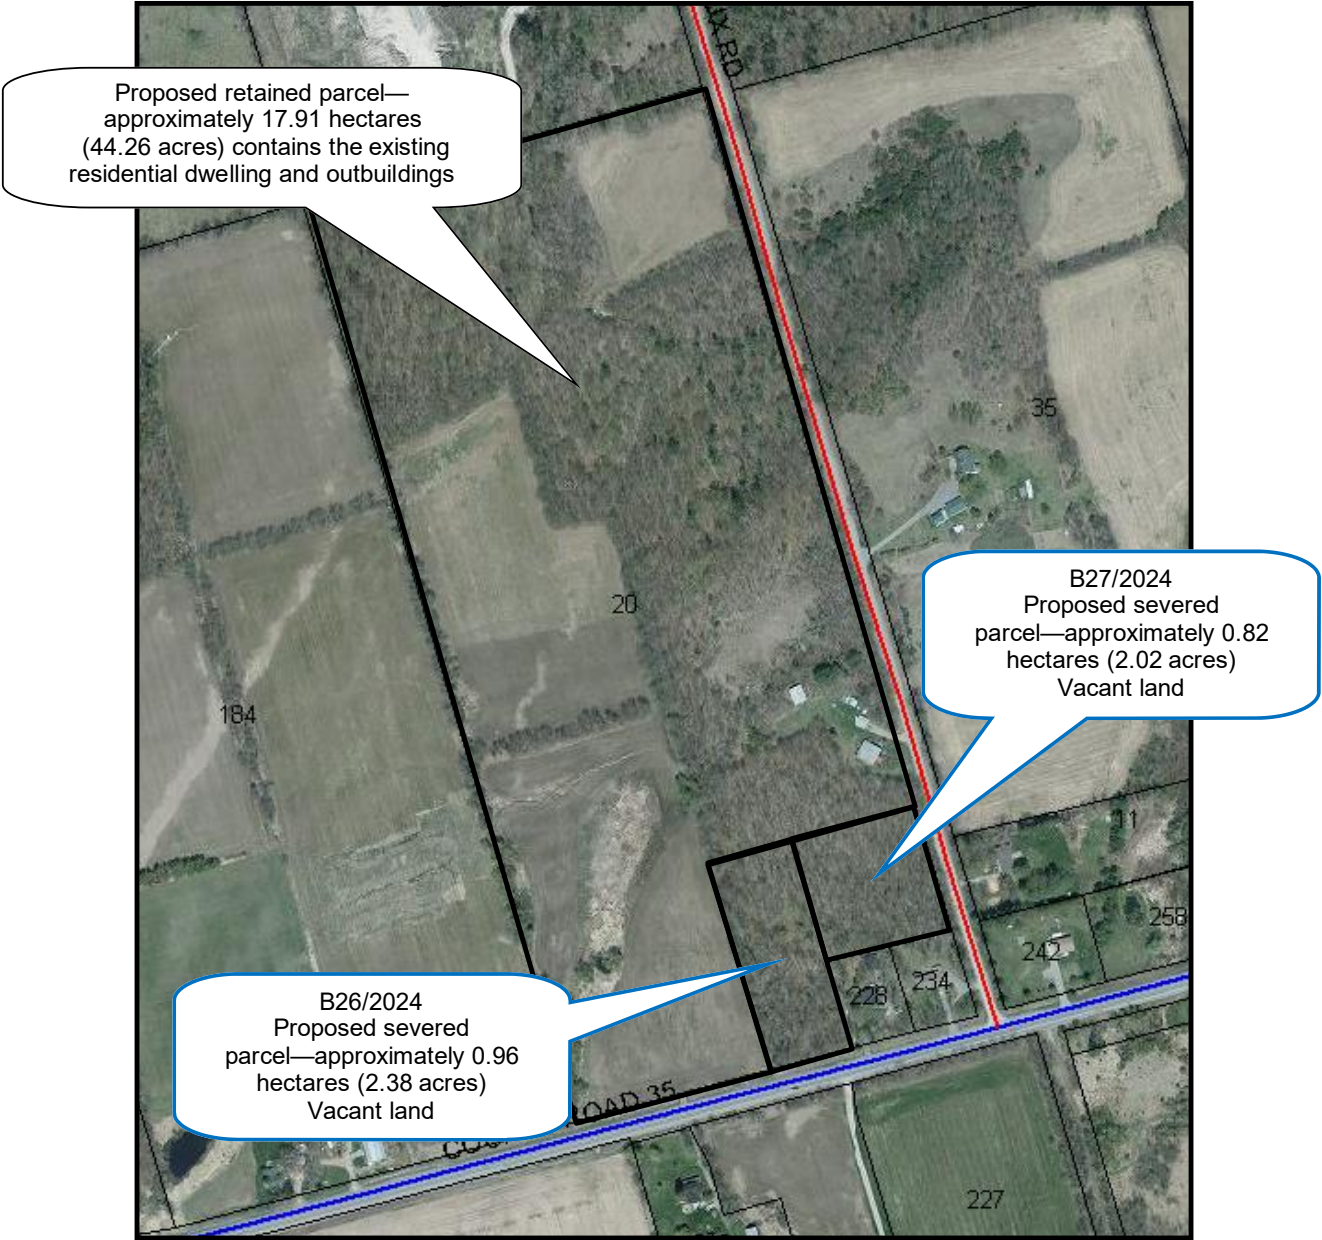 RD
Proposed retained parcel—
approximately 17.91 hectares
(44.26 acres) contains the existing
residential dwelling and outbuildings
35
B27/2024
Proposed severed
parcel—approximately 0.82
hectares (2.02 acres)
Vacant land
20
184
11
258
242
234
228
B26/2024
Proposed severed
parcel—approximately 0.96
hectares (2.38 acres)
Vacant land
35
227